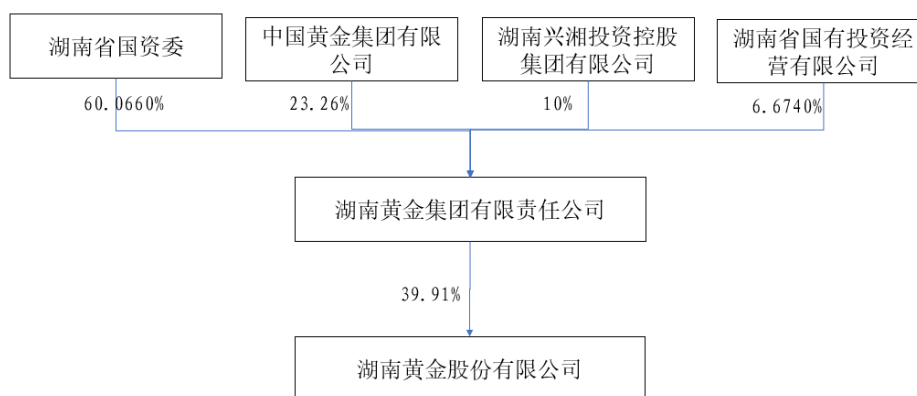 湖南省国资委
中国黄金集团有限
公司
湖南兴湘投资控股
集团有限公司
湖南省国有投资经
营有限公司
60.0660%
23.26%
10%
6.6740%
湖南黄金集团有限责任公司
39.91%
湖南黄金股份有限公司